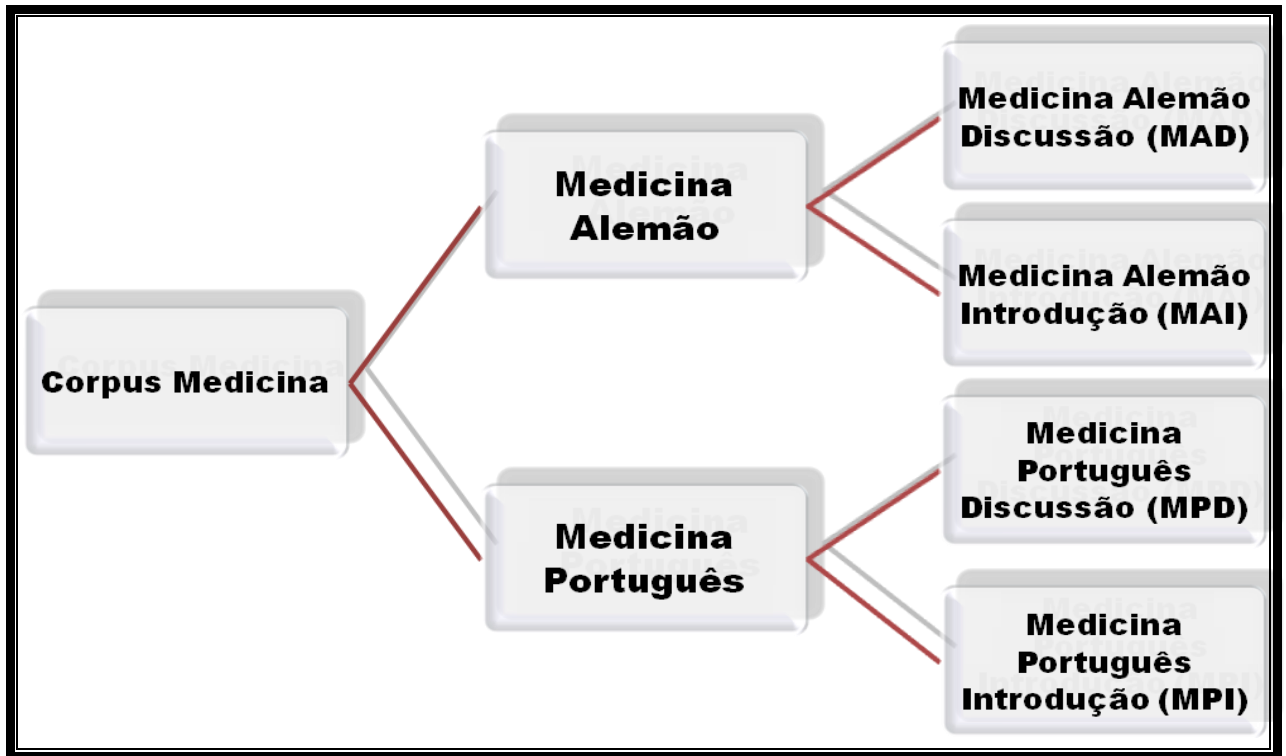 Corpus Medicina
Medicina
Alemão
Medicina
Português
Medicina Alemão
Discussão (MAD)
Medicina Alemão
Introdução (MAI)
Medicina
Português
Discussão (MPD)
Medicina
Português
Introdução (MPI)